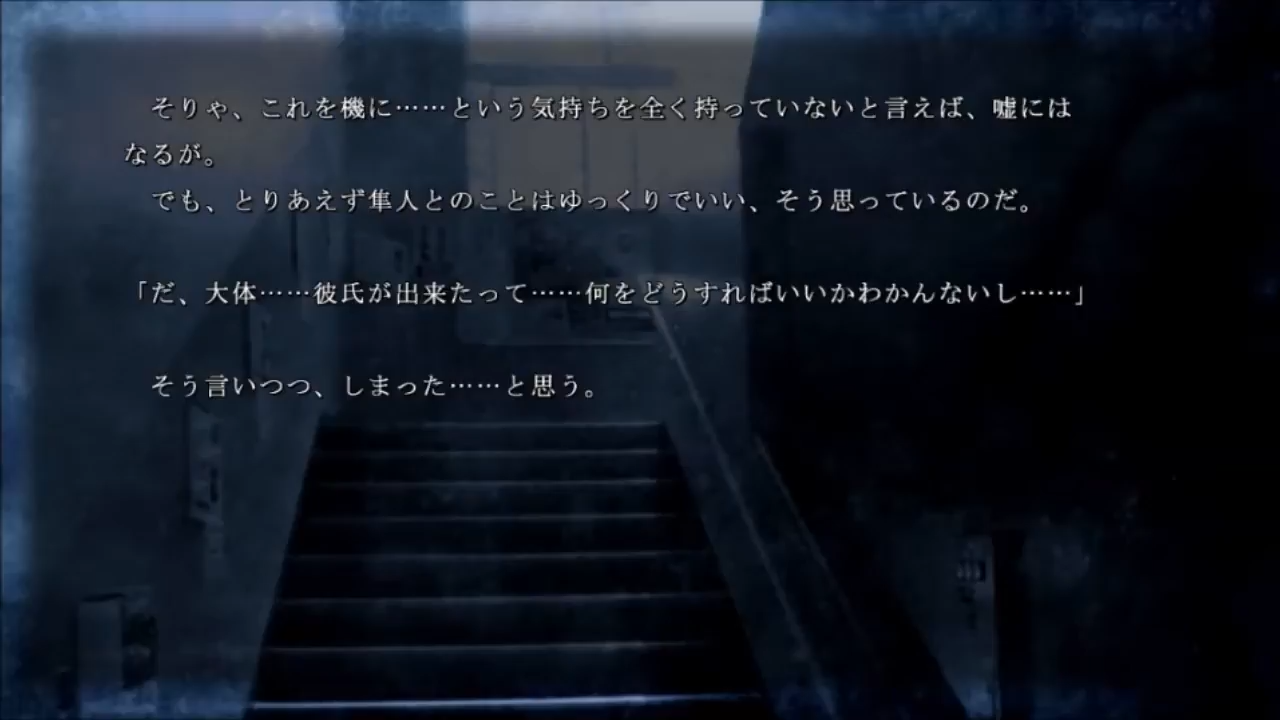 そりゃ、これを機に……という気持ちを全く持っていないと言えば、嘘には
なるが。
でも、とりあえず隼人とのことはゆっくりでいい、そう思っているのだ。
「だ、大体……彼氏が出来たって……何をどうすればいいかわかんないし……」
そう言いつつ、しまった……と思う。